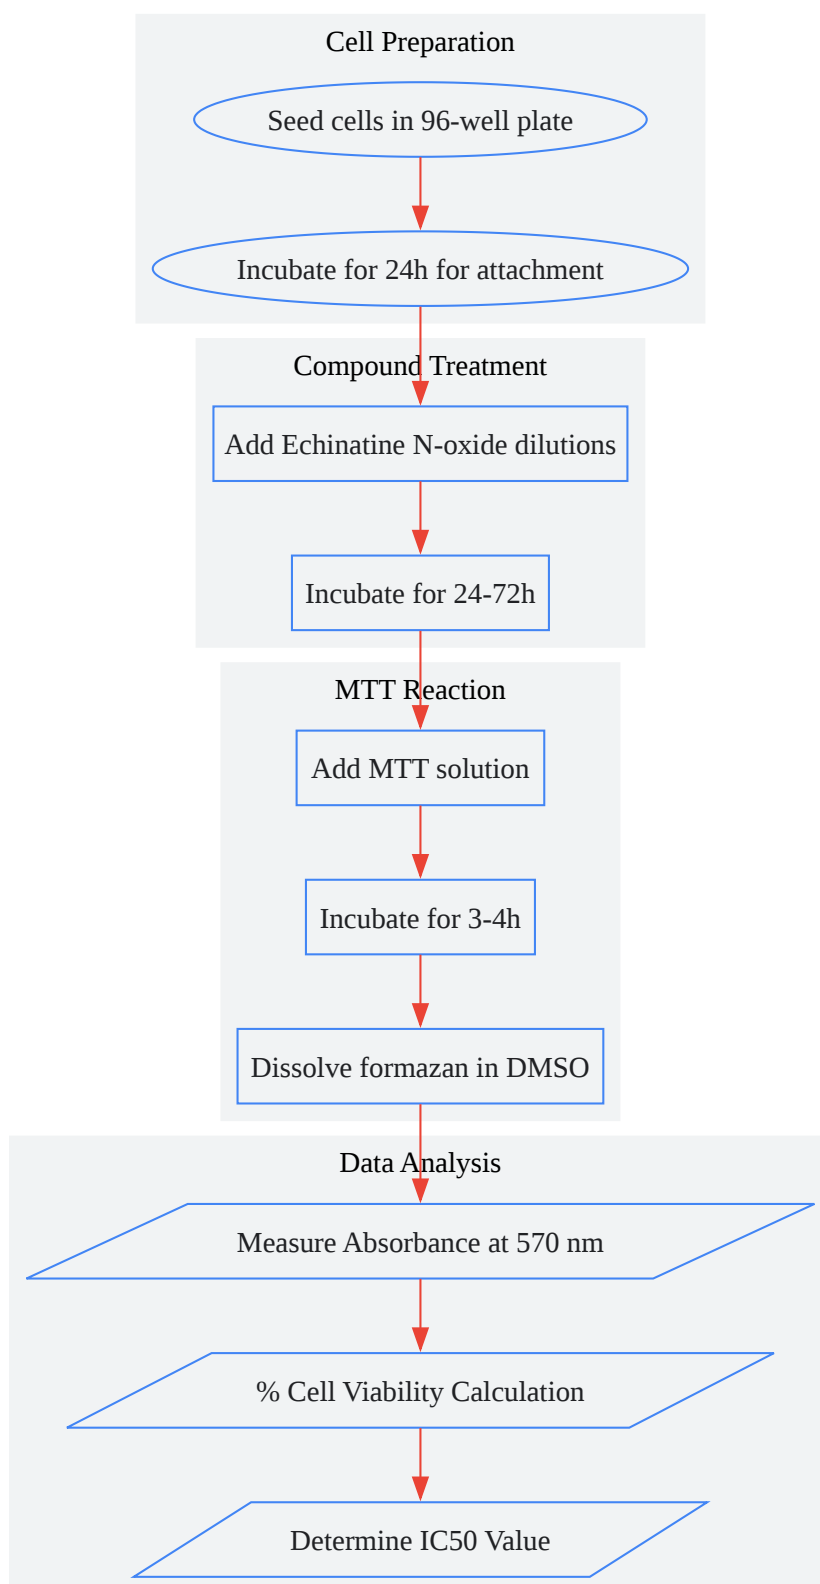 Cell Preparation
Seed cells in 96-well plate
Incubate for 24h for attachment
Compound Treatment
Add Echinatine N-oxide dilutions
Incubate for 24-72h
MTT Reaction
Add MTT solution
Incubate for 3-4h
Dissolve formazan in DMSO
Data Analysis
Measure Absorbance at 570 nm
% Cell Viability Calculation
Determine IC50 Value